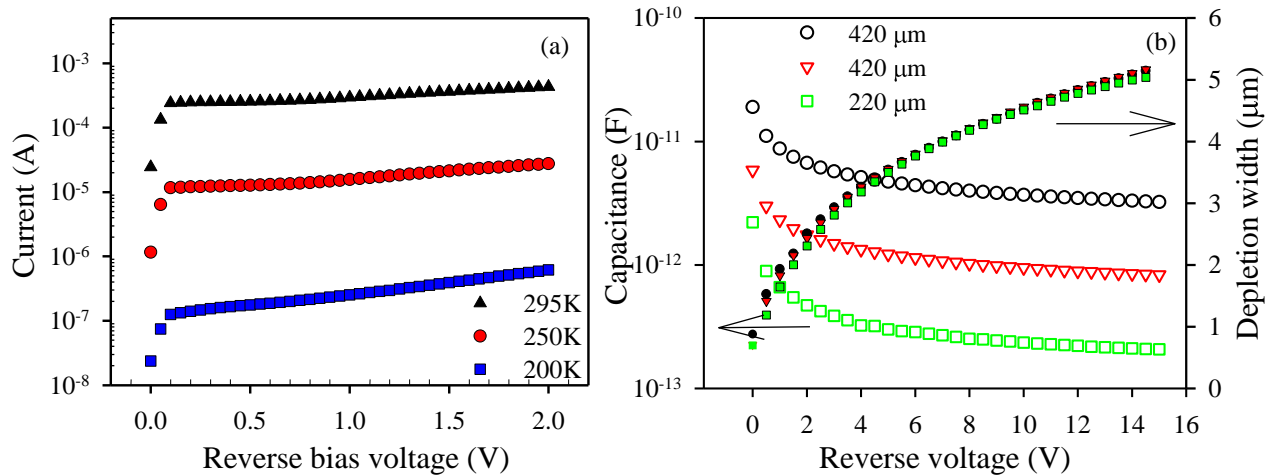 (a)
10⁻³
10⁻⁴
10⁻⁵
10⁻⁶
10⁻⁷
10⁻⁸
Current (A)
295K
250K
200K
0.0 0.5 1.0 1.5 2.0
Reverse bias voltage (V)
(b)
10⁻¹⁰
10⁻¹¹
10⁻¹²
10⁻¹³
Capacitance (F)
420 μm
420 μm
220 μm
6
5
4
3
2
1
0
Depletion width (μm)
0 2 4 6 8 10 12 14 16
Reverse voltage (V)